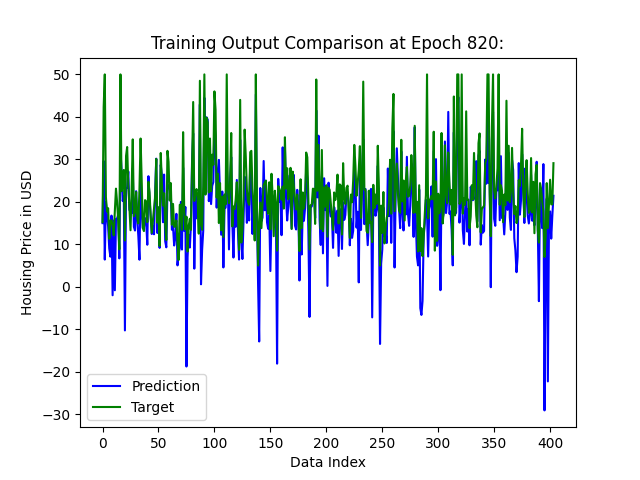 Training Output Comparison at Epoch 820:
Housing Price in USD
50
40
30
20
10
0
−10
−20
−30
Prediction
Target
0 50 100 150 200 250 300 350 400
Data Index